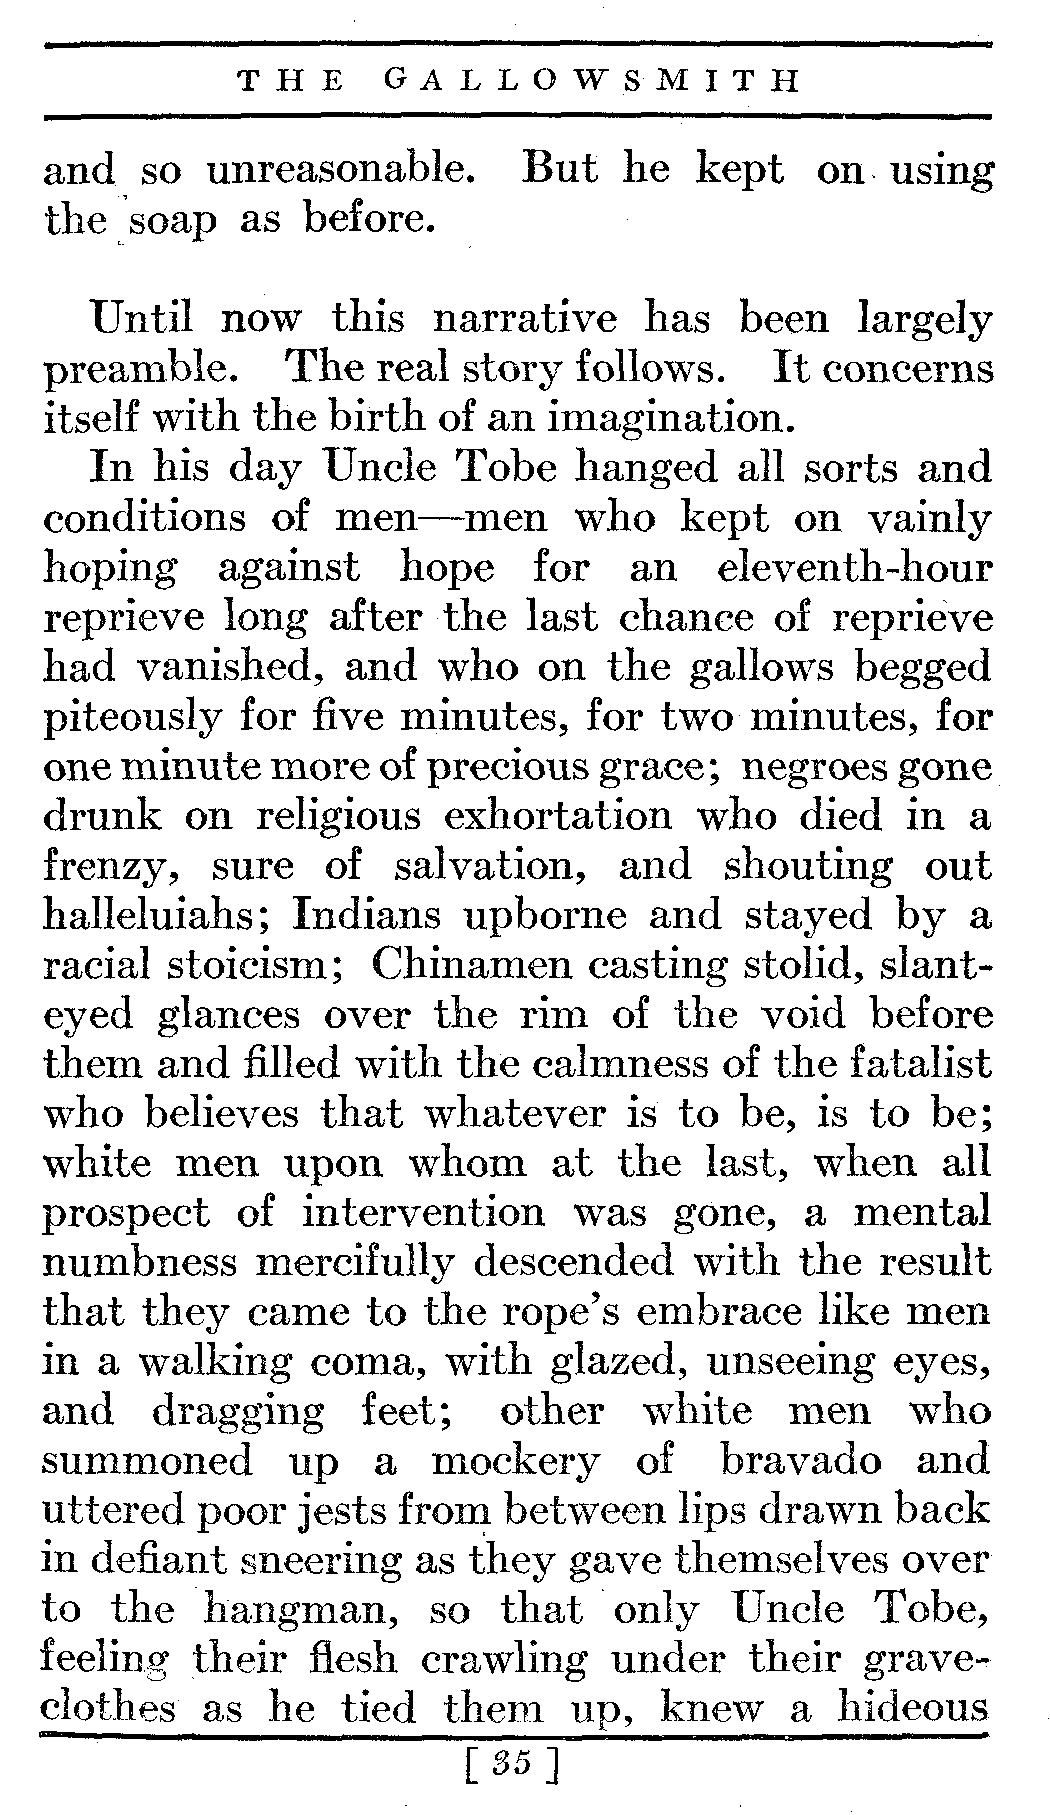 THE GALLOWSMITH
and so unreasonable. But he kept on using
the soap as before.
Until now this narrative has been largely
preamble. The real story follows. It concerns
itself with the birth of an imagination.
In his day Uncle Tobe hanged all sorts and
conditions of men—men who kept on vainly
hoping against hope for an eleventh-hour
reprieve long after the last chance of reprieve
had vanished, and who on the gallows begged
piteously for five minutes, for two minutes, for
one minute more of precious grace; negroes gone
drunk on religious exhortation who died in a
frenzy, sure of salvation, and shouting out
halleluiahs; Indians upborne and stayed by a
racial stoicism; Chinamen casting stolid, slant-
eyed glances over the rim of the void before
them and filled with the calmness of the fatalist
who believes that whatever is to be, is to be;
white men upon whom at the last, when all
prospect of intervention was gone, a mental
numbness mercifully descended with the result
that they came to the rope's embrace like men
in a walking coma, with glazed, unseeing eyes,
and dragging feet; other white men who
summoned up a mockery of bravado and
uttered poor jests from between lips drawn back
in defiant sneering as they gave themselves over
to the hangman, so that only Uncle Tobe,
feeling their flesh crawling under their grave-
clothes as he tied them up, knew a hideous
[ 35 ]